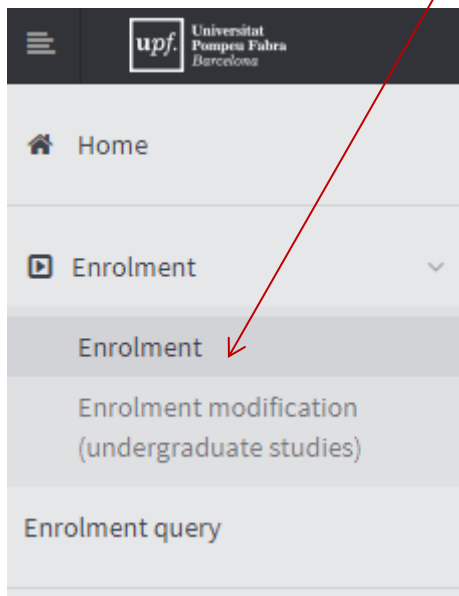 upf.
Universitat
Pompeu Fabra
Barcelona
Home
Enrolment
Enrolment
Enrolment modification
(undergraduate studies)
Enrolment query